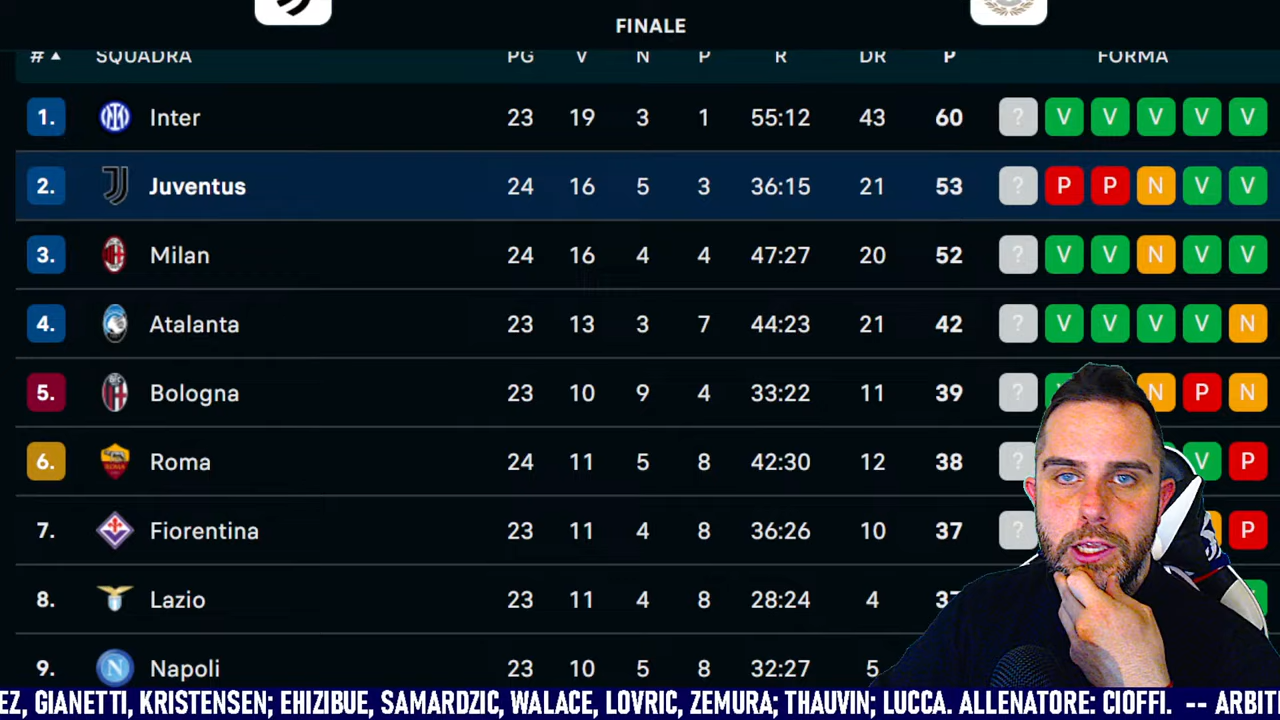 FINALE
# SQUADRA PG V N P R DR P FORMA
1. Inter 23 19 3 1 55:12 43 60 ? V V V V V
2. Juventus 24 16 5 3 36:15 21 53 ? P P N V V
3. Milan 24 16 4 4 47:27 20 52 ? V V N V V
4. Atalanta 23 13 3 7 44:23 21 42 ? V V V V N
5. Bologna 23 10 9 4 33:22 11 39 ? N P N
6. Roma 24 11 5 8 42:30 12 38 ? V P
7. Fiorentina 23 11 4 8 36:26 10 37 ? P
8. Lazio 23 11 4 8 28:24 4 37
9. Napoli 23 10 5 8 32:27 5
EZ, GIANETTI, KRISTENSEN; EHIZIBUE, SAMARDZIC, WALACE, LOVRIC, ZEMURA; THAUVIN; LUCCA. ALLENATORE: CIOFFI. -- ARBIT